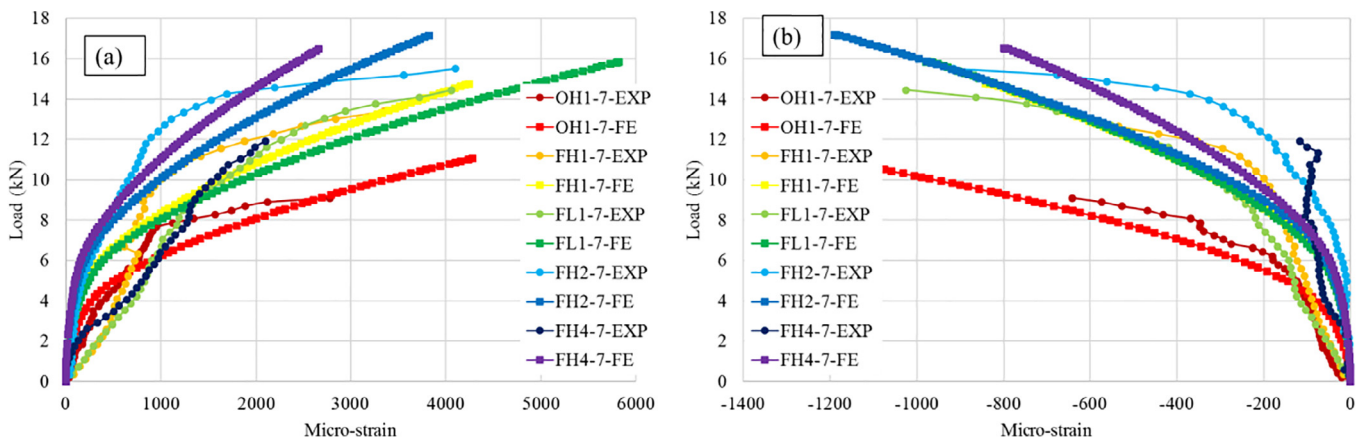 (a)
18
16
14
12
10
8
6
4
2
0
Load (kN)
0 1000 2000 3000 4000 5000 6000
Micro-strain
OH1-7-EXP
OH1-7-FE
FH1-7-EXP
FH1-7-FE
FL1-7-EXP
FL1-7-FE
FH2-7-EXP
FH2-7-FE
FH4-7-EXP
FH4-7-FE
(b)
18
16
14
12
10
8
6
4
2
0
Load (kN)
-1400 -1200 -1000 -800 -600 -400 -200 0
Micro-strain
OH1-7-EXP
OH1-7-FE
FH1-7-EXP
FH1-7-FE
FL1-7-EXP
FL1-7-FE
FH2-7-EXP
FH2-7-FE
FH4-7-EXP
FH4-7-FE